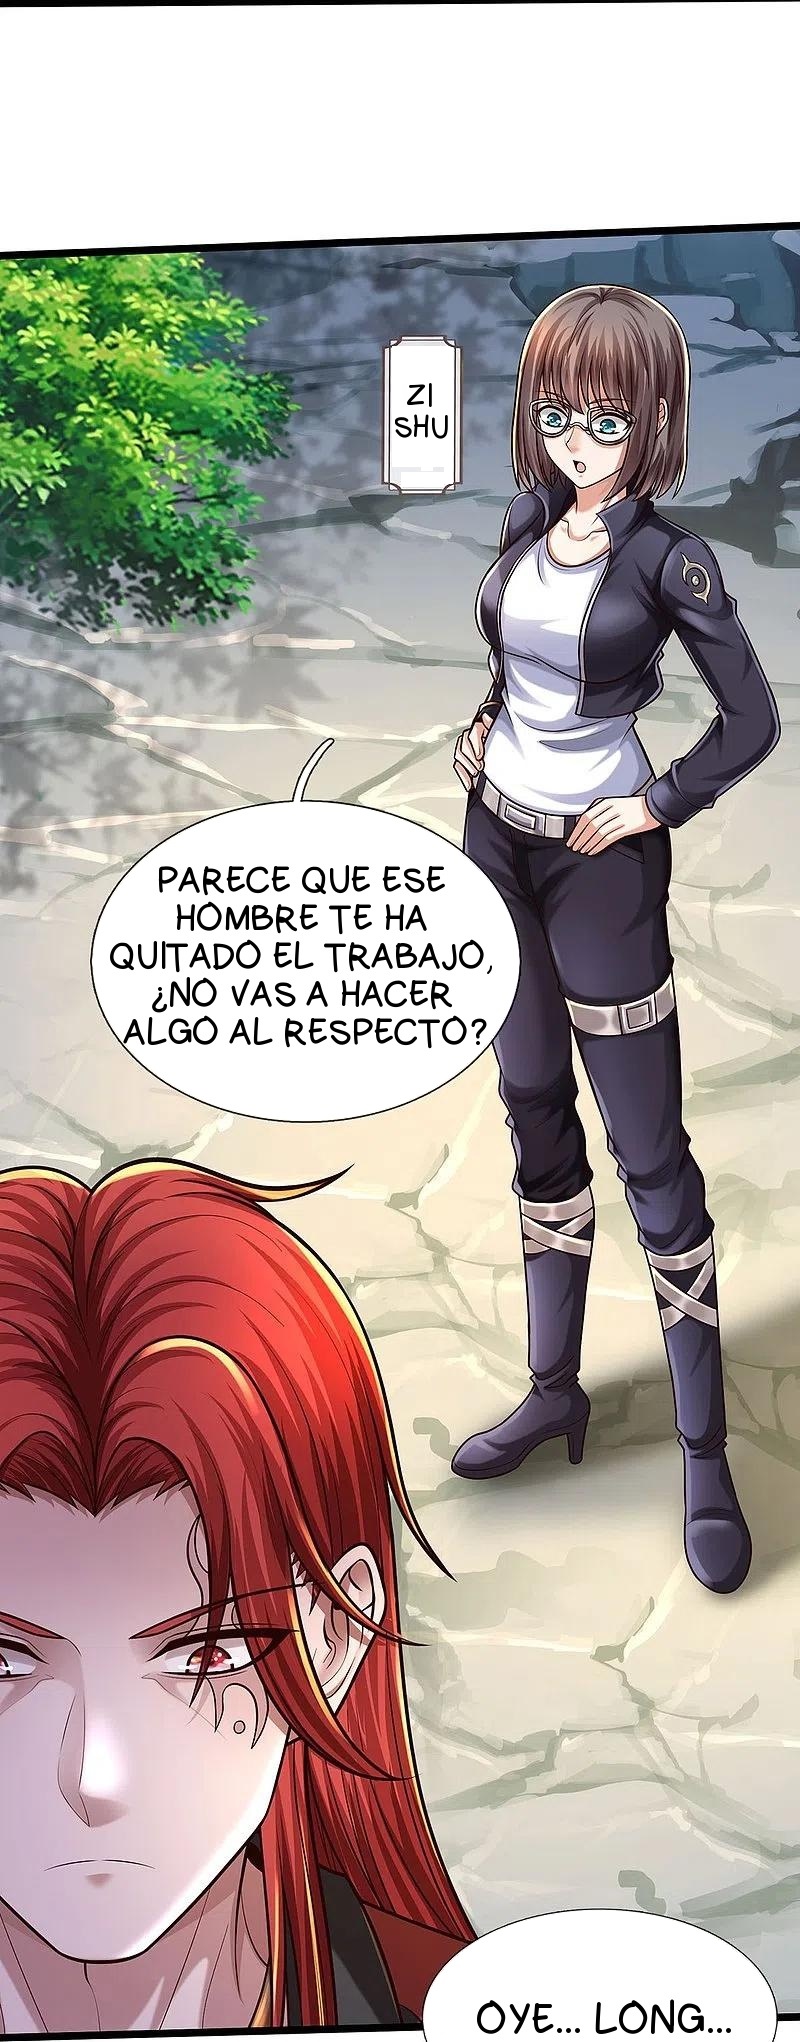 ZI
SHU
PARECE QUE ESE
HOMBRE TE HA
QUITADO EL TRABAJO,
¿NO VAS A HACER
ALGO AL RESPECTO?
OYE... LONG...